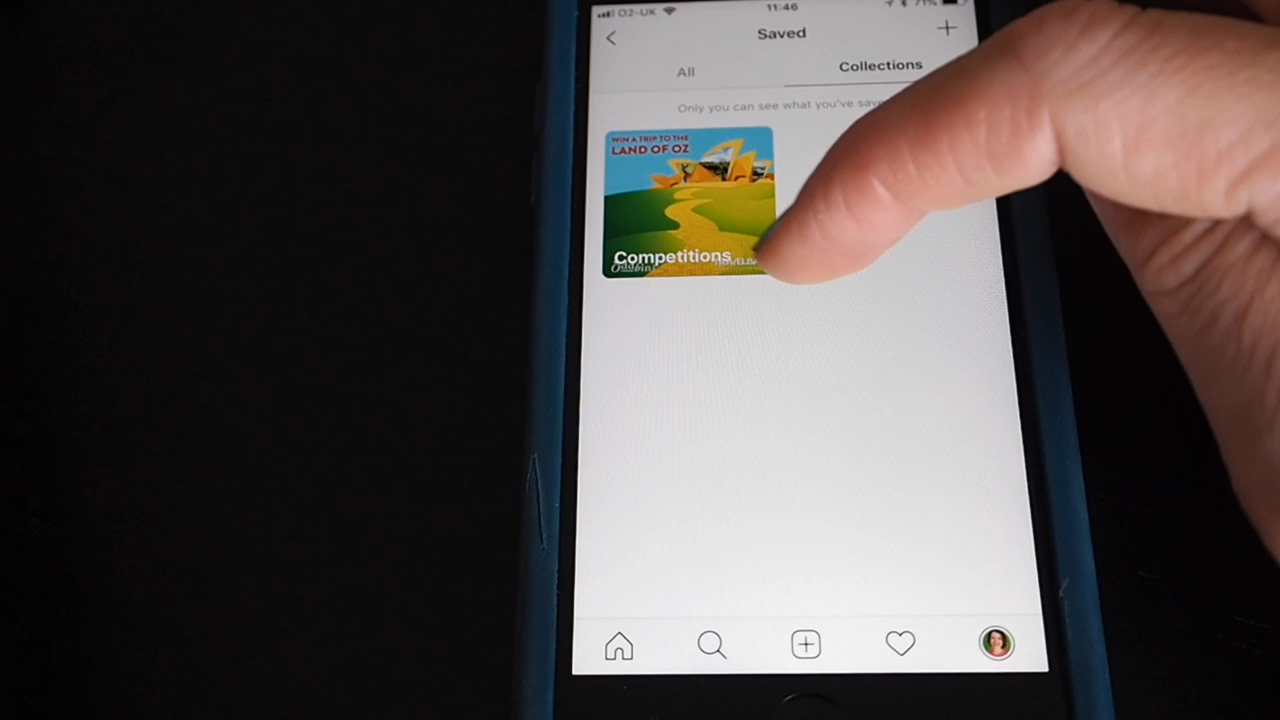 O2-UK 11:46 71%
Saved
All Collections
Only you can see what you've
WIN A TRIP TO THE
LAND OF OZ
Competitions